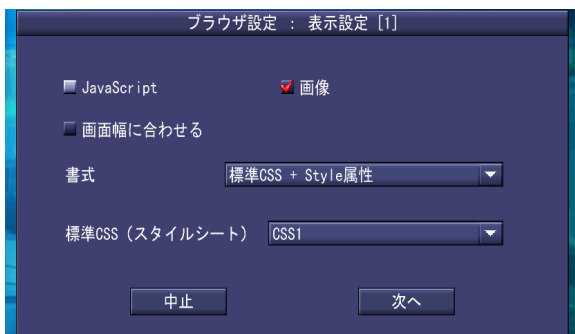 ブラウザ設定 : 表示設定 [1]
JavaScript 画像
画面幅に合わせる
書式 標準CSS + Style属性
標準CSS (スタイルシート) CSS1
中止 次へ